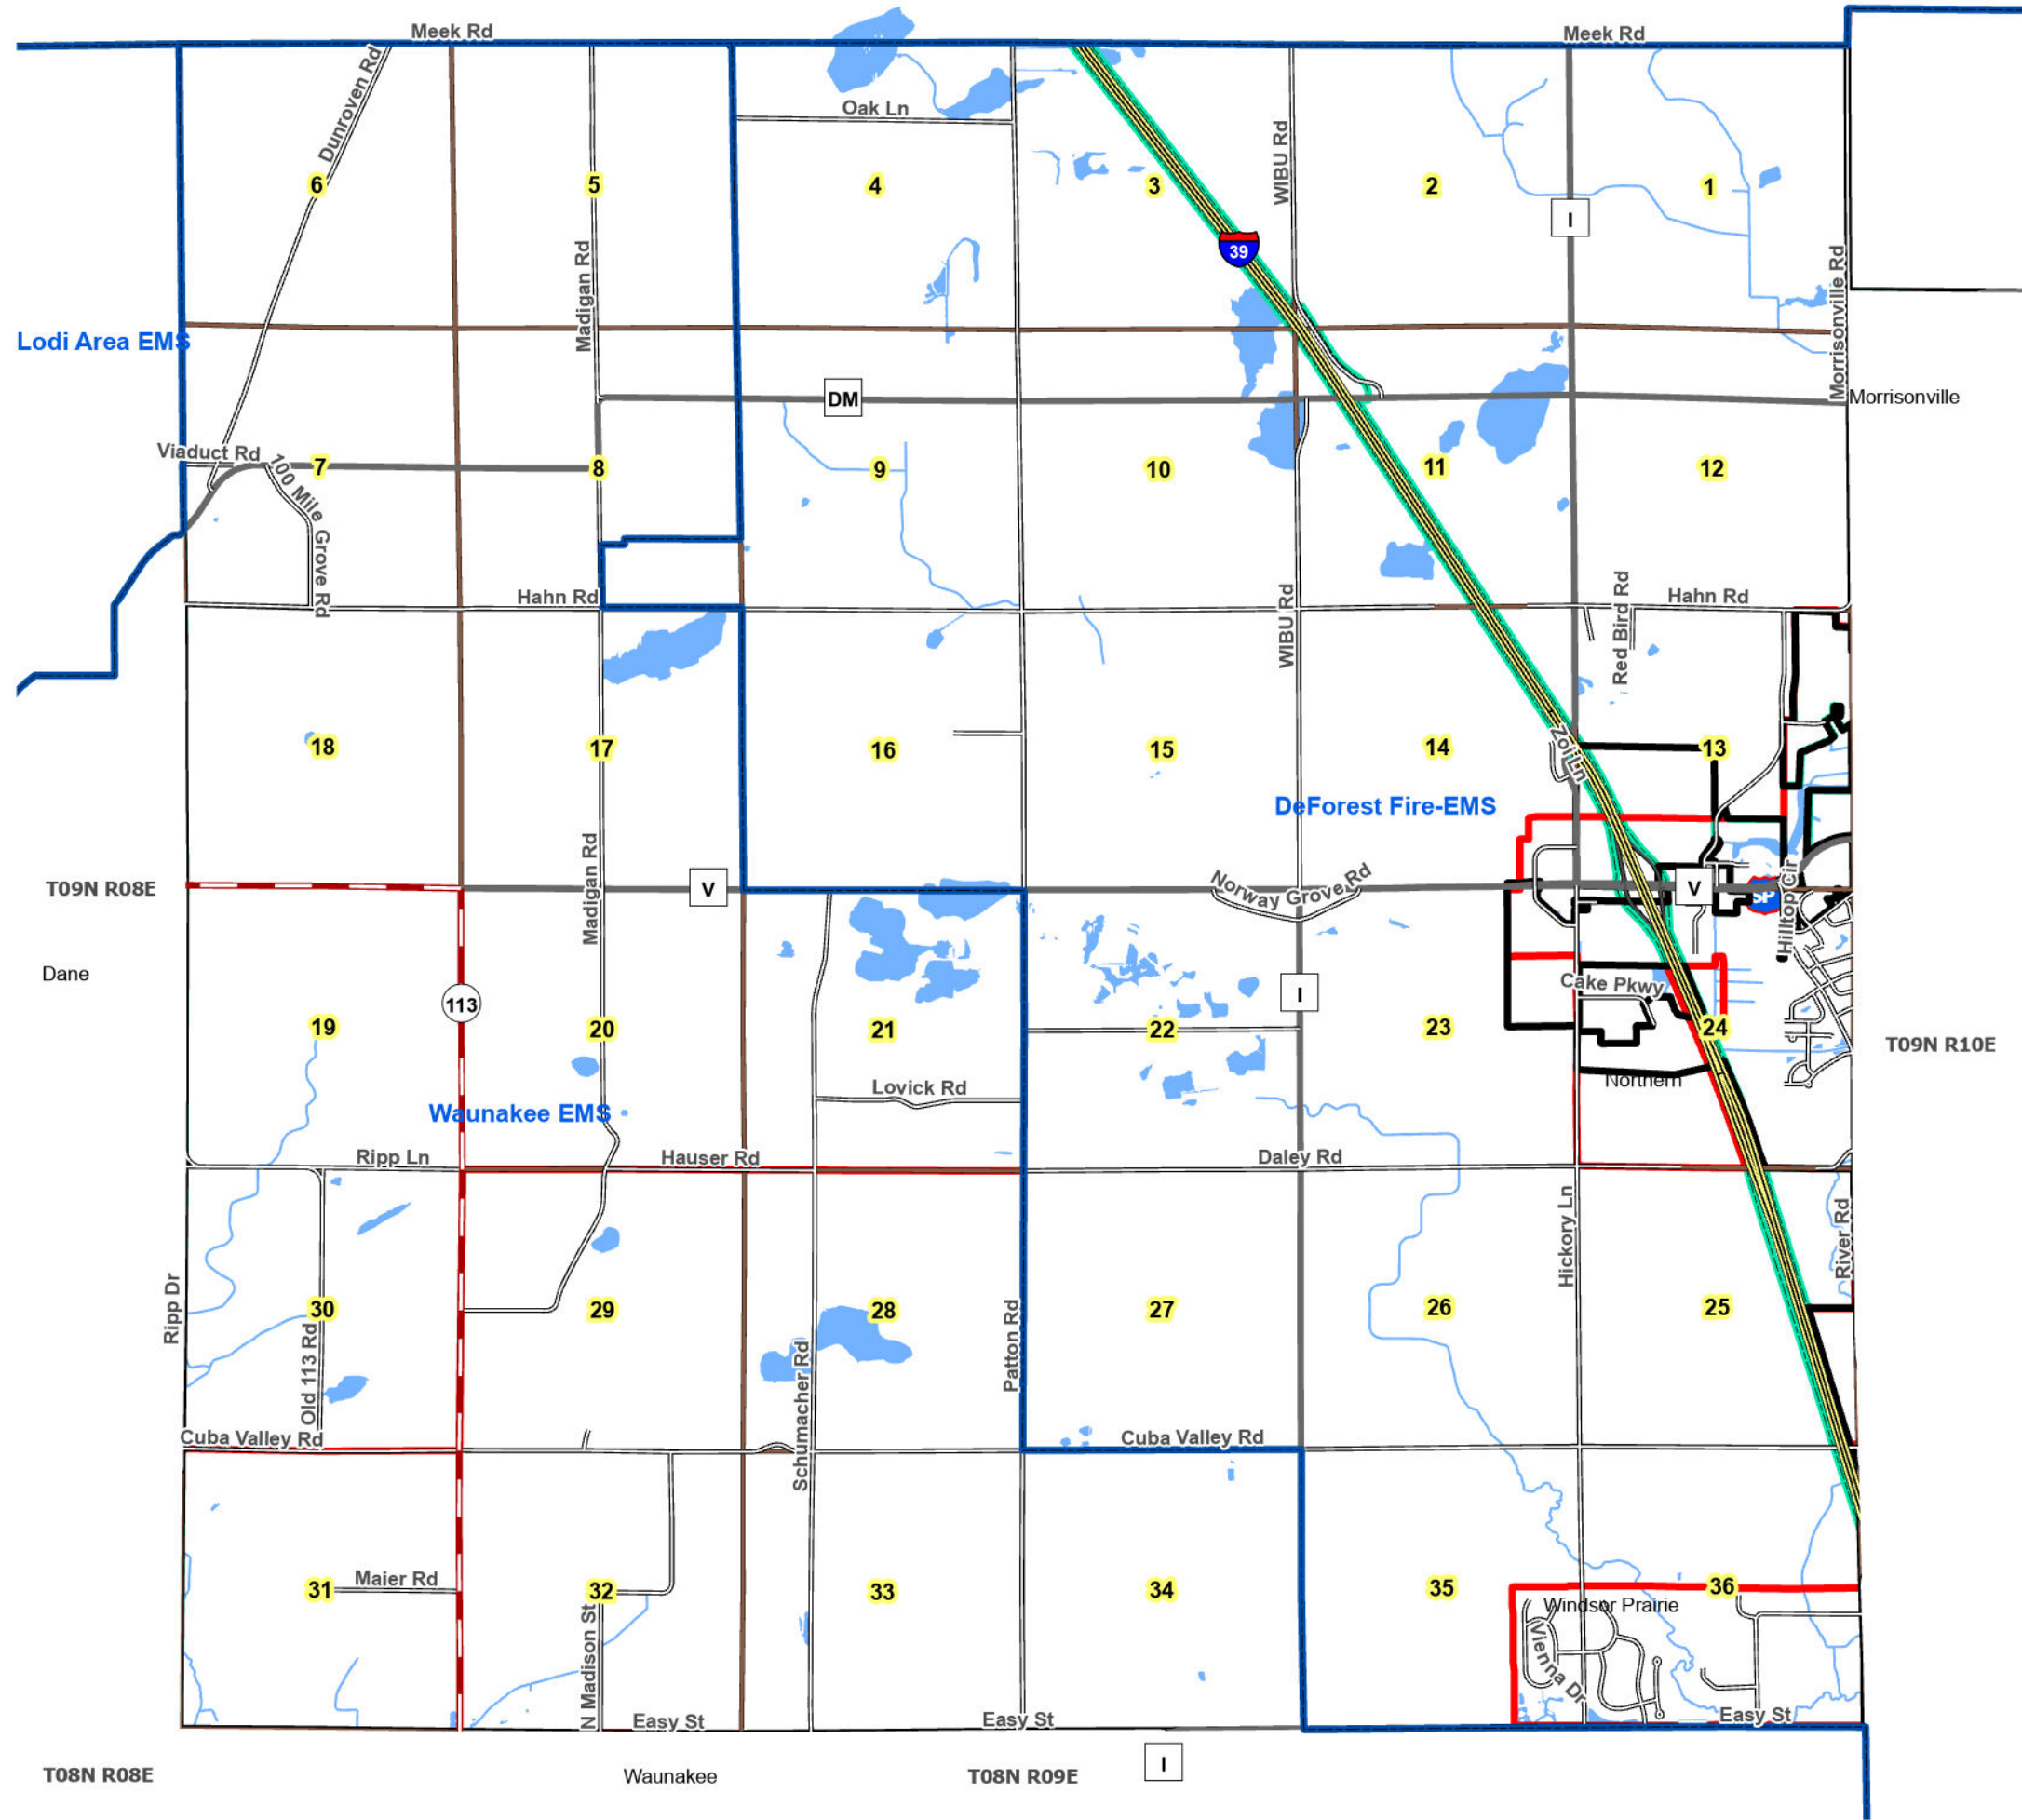 Meek Rd
Meek Rd
Dunroven Rd
Oak Ln
WIBU Rd
6
5
4
3
2
1
I
39
Madigan Rd
Morrisonville Rd
Lodi Area EMS
DM
Morrisonville
Viaduct Rd
100 Mile Grove Rd
7
8
9
10
11
12
Hahn Rd
WIBU Rd
Red Bird Rd
Hahn Rd
18
17
16
15
14
13
Zoi Ln
DeForest Fire-EMS
Madigan Rd
T09N R08E
V
Norway Grove Rd
V
SP
Hilltop Cir
Dane
113
I
Cake Pkwy
19
20
21
22
23
24
T09N R10E
Northern
Lovick Rd
Waunakee EMS
Ripp Ln
Hauser Rd
Daley Rd
Hickory Ln
River Rd
Ripp Dr
30
29
28
27
26
25
Old 113 Rd
Schumacher Rd
Patton Rd
Cuba Valley Rd
Cuba Valley Rd
31
Maier Rd
32
33
34
35
36
Windsor Prairie
Vienna Dr
N Madison St
Easy St
Easy St
Easy St
T08N R08E
Waunakee
T08N R09E
I